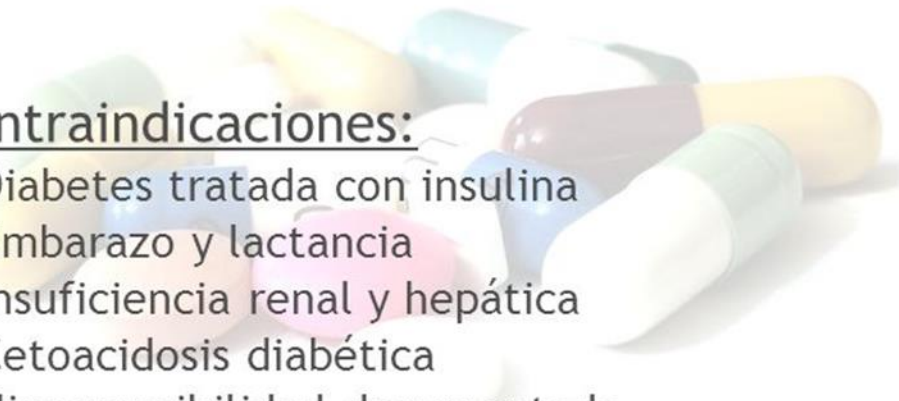 ntraindicaciones:
Diabetes tratada con insulina
mbarazo y lactancia
nsuficiencia renal y hepática
etoacidosis diabética